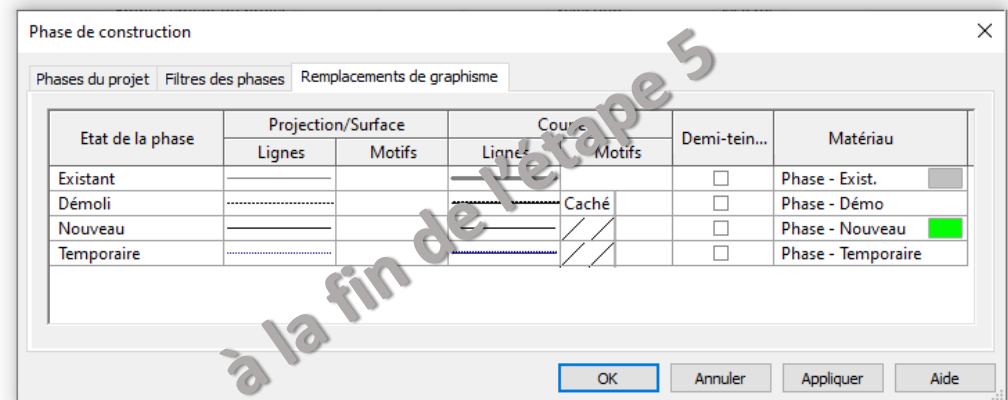 Phase de construction
Phases du projet Filtres des phases Remplacements de graphisme
Etat de la phase Projection/Surface Coupe Demi-tein... Matériau
Lignes Motifs Lignes Motifs
Existant Phase - Exist.
Démoli Caché Phase - Démo
Nouveau Phase - Nouveau
Temporaire Phase - Temporaire
à la fin de l'étape 5
OK Annuler Appliquer Aide